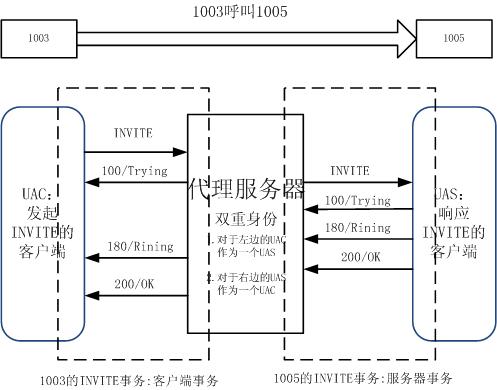 1003呼叫1005
1003
1005
INVITE
100/Trying
180/Rining
200/OK
UAC:
发起
INVITE的
客户端
代理服务器
双重身份
1.对于左边的UAC
作为一个UAS
2.对于右边的UAS
作为一个UAC
INVITE
100/Trying
180/Rining
200/OK
UAS:
响应
INVITE的
客户端
1003的INVITE事务:客户端事务
1005的INVITE事务:服务器事务